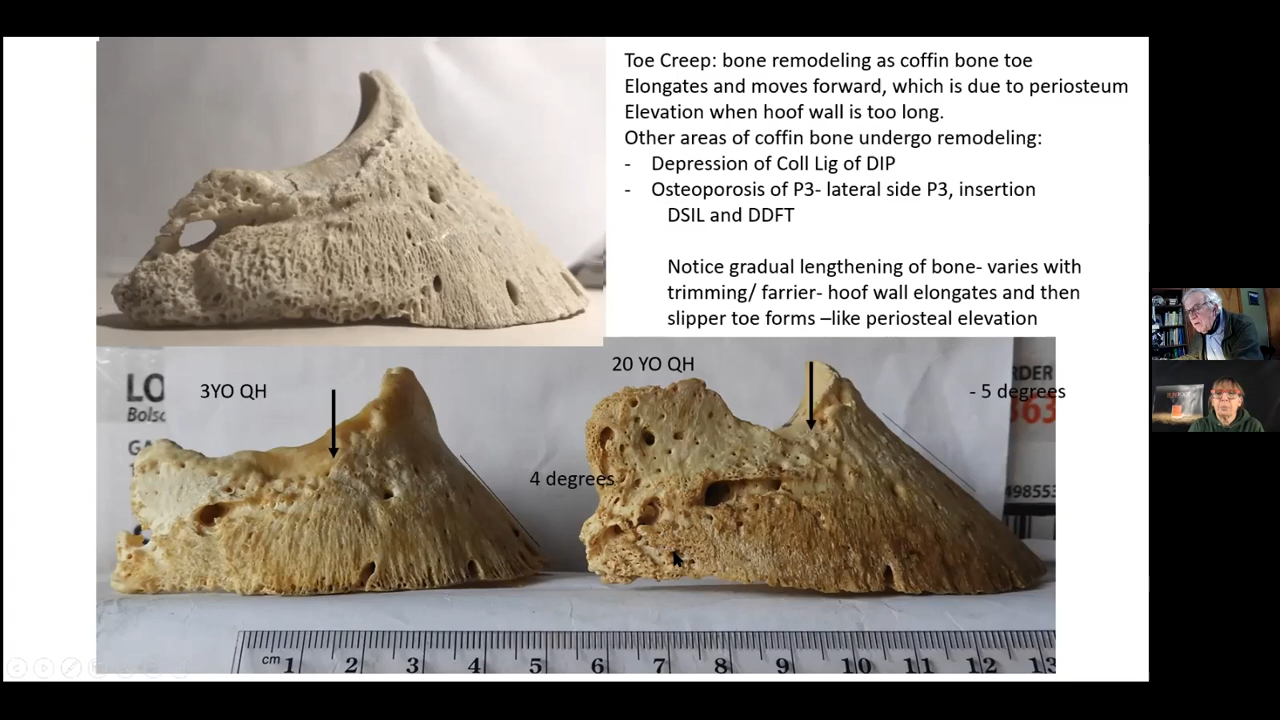 Toe Creep: bone remodeling as coffin bone toe
Elongates and moves forward, which is due to periosteum
Elevation when hoof wall is too long.
Other areas of coffin bone undergo remodeling:
- Depression of Coll Lig of DIP
- Osteoporosis of P3- lateral side P3, insertion
DSIL and DDFT
Notice gradual lengthening of bone- varies with
trimming/ farrier- hoof wall elongates and then
slipper toe forms –like periosteal elevation
LO
Bolso
GA
3YO QH
4 degrees
20 YO QH
- 5 degrees
RDER
363
498553
cm 1 2 3 4 5 6 7 8 9 10 11 12 13